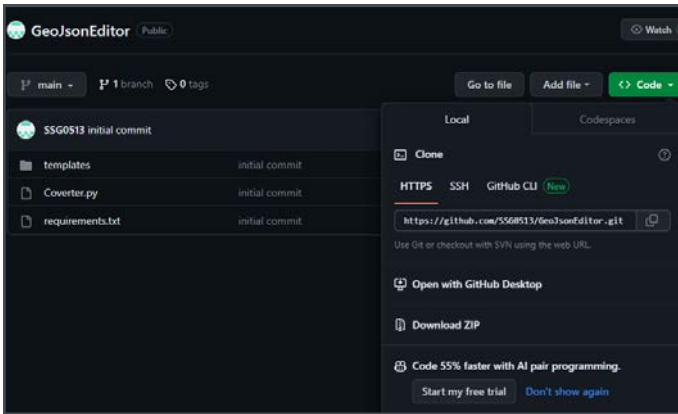 GeoJsonEditor Public
Watch
main
1 branch
0 tags
Go to file
Add file
<> Code
SSG0513 initial commit
templates
initial commit
Coverter.py
initial commit
requirements.txt
initial commit
Local
Codespaces
Clone
HTTPS SSH GitHub CLI New
https://github.com/SSG0513/GeoJsonEditor.git
Use Git or checkout with SVN using the web URL.
Open with GitHub Desktop
Download ZIP
Code 55% faster with AI pair programming.
Start my free trial
Don't show again